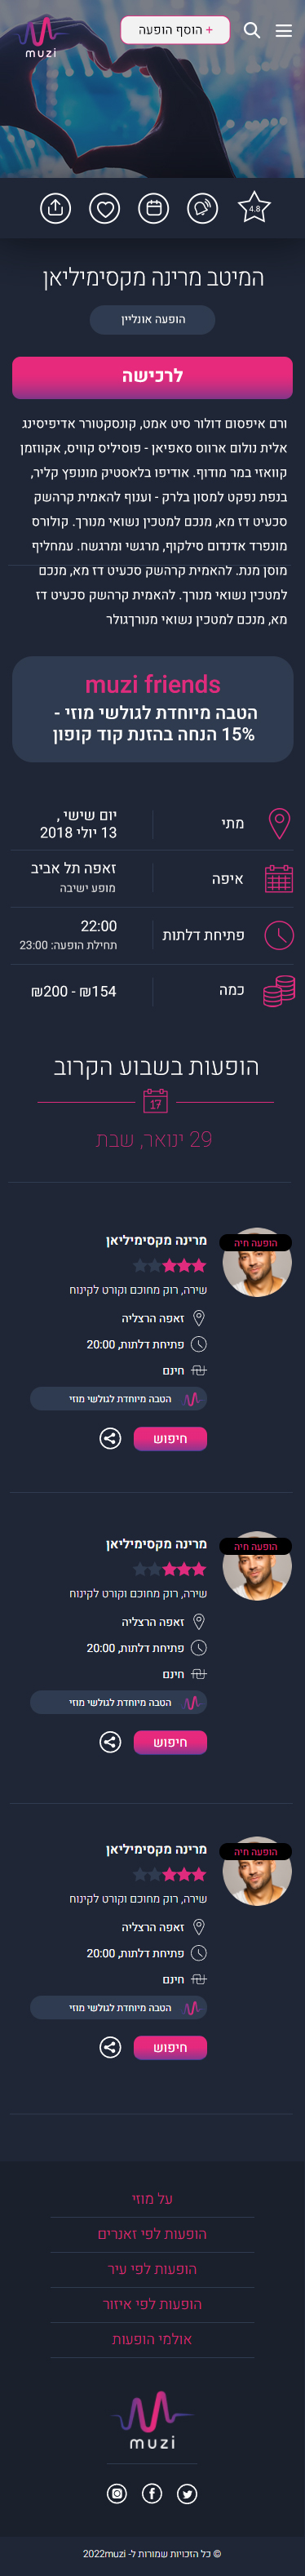 + הוסף הופעה
muzi
4.8
המיטב מרינה מקסימיליאן
הופעה אונליין
לרכישה
ורם איפסום דולור סיט אמט, קונסקטורר אדיפיסינג
אלית נולום ארווס סאפיאן - פוסיליס קוויס, אקווזמן
קוואזי במר מודוף. אודיפו בלאסטיק מונופץ קליר,
בנפת נפקט למסון בלרק - וענוף להאמית קרהשק
סכעיט דז מא, מנכם למטכין נשואי מנורך. קולורס
מונפרד אדנדום סילקוף, מרגשי ומרגשח. עמחליף
מוסן מנת. להאמית קרהשק סכעיט דז מא, מנכם
למטכין נשואי מנורך. להאמית קרהשק סכעיט דז
מא, מנכם למטכין נשואי מנורךגולר
muzi friends
הטבה מיוחדת לגולשי מוזי -
15% הנחה בהזנת קוד קופון
מתי
יום שישי ,
13 יולי 2018
איפה
זאפה תל אביב
מופע ישיבה
פתיחת דלתות
22:00
תחילת הופעה: 23:00
כמה
₪154 - ₪200
הופעות בשבוע הקרוב
17
29 ינואר, שבת
הופעה חיה
מרינה מקסימיליאן
שירה, רוק מחוכם וקורט לקינוח
זאפה הרצליה
פתיחת דלתות, 20:00
חינם
הטבה מיוחדת לגולשי מוזי
חיפוש
הופעה חיה
מרינה מקסימיליאן
שירה, רוק מחוכם וקורט לקינוח
זאפה הרצליה
פתיחת דלתות, 20:00
חינם
הטבה מיוחדת לגולשי מוזי
חיפוש
הופעה חיה
מרינה מקסימיליאן
שירה, רוק מחוכם וקורט לקינוח
זאפה הרצליה
פתיחת דלתות, 20:00
חינם
הטבה מיוחדת לגולשי מוזי
חיפוש
על מוזי
הופעות לפי זאנרים
הופעות לפי עיר
הופעות לפי איזור
אולמי הופעות
muzi
© כל הזכויות שמורות ל- 2022muzi